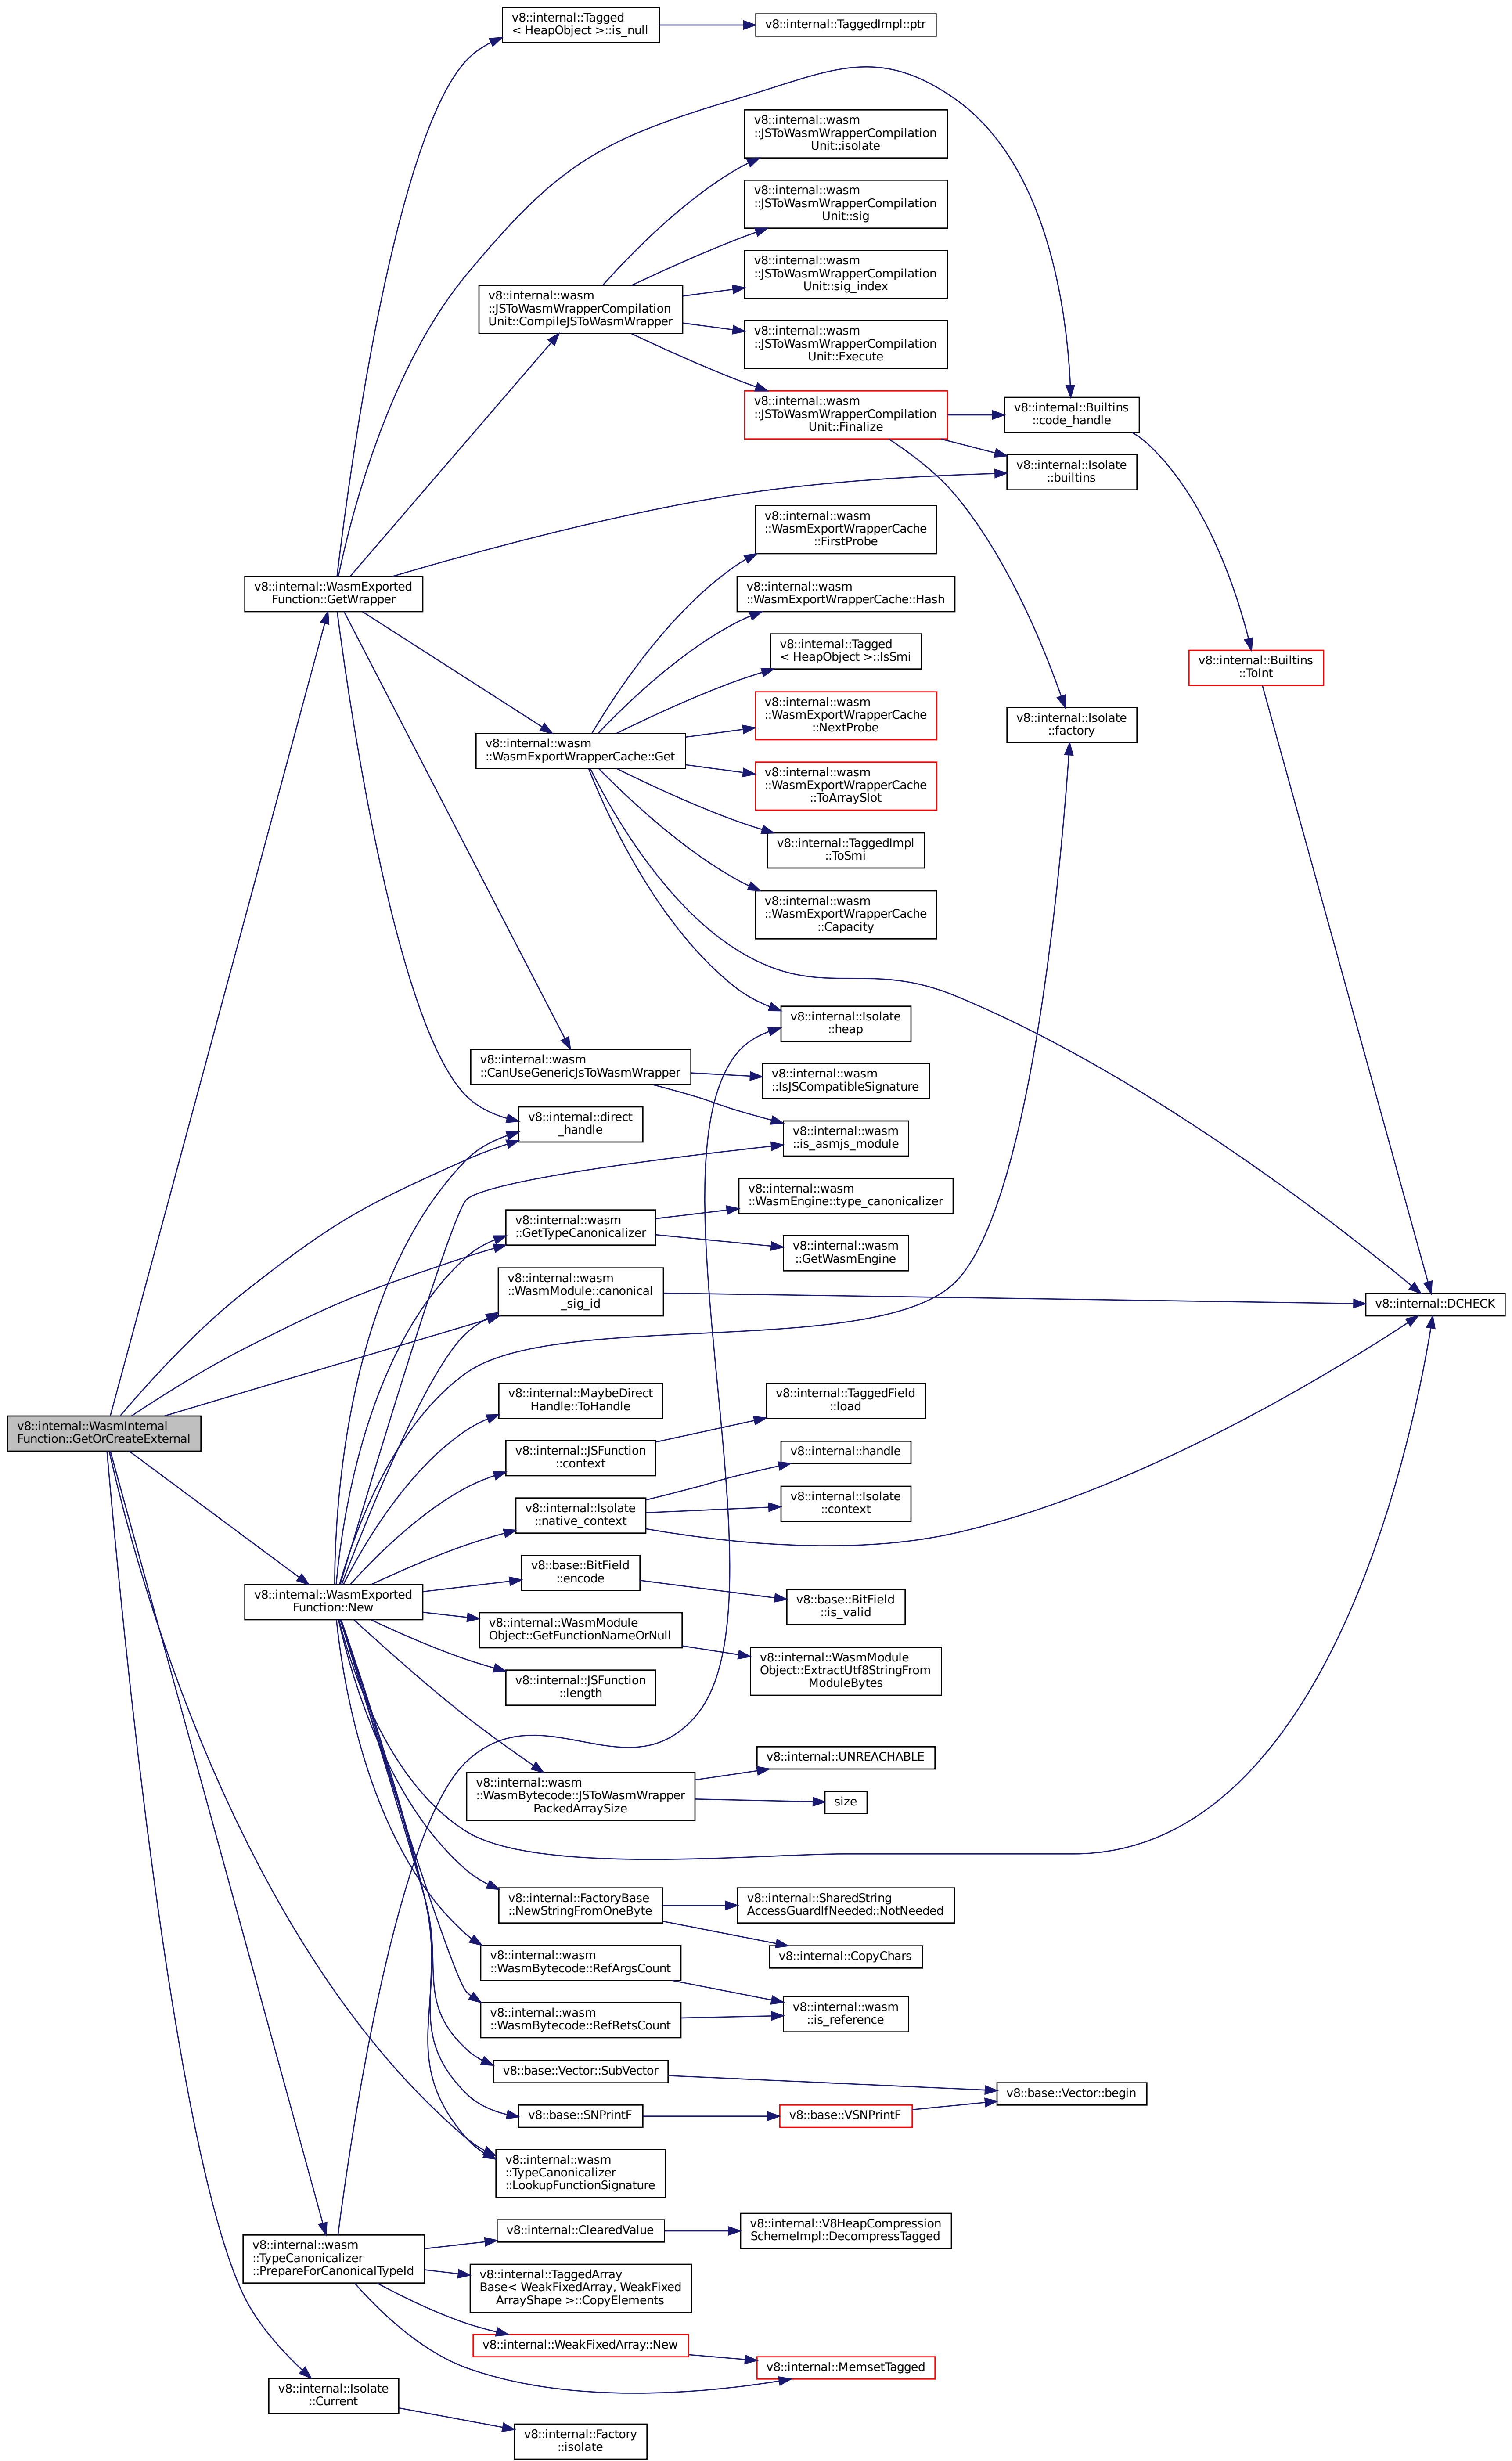 v8::internal::Tagged
< HeapObject >::is_null
v8::internal::TaggedImpl::ptr
v8::internal::wasm
::JSToWasmWrapperCompilation
Unit::isolate
v8::internal::wasm
::JSToWasmWrapperCompilation
Unit::sig
v8::internal::wasm
::JSToWasmWrapperCompilation
Unit::sig_index
v8::internal::wasm
::JSToWasmWrapperCompilation
Unit::CompileJSToWasmWrapper
v8::internal::wasm
::JSToWasmWrapperCompilation
Unit::Execute
v8::internal::wasm
::JSToWasmWrapperCompilation
Unit::Finalize
v8::internal::Builtins
::code_handle
v8::internal::Isolate
::builtins
v8::internal::wasm
::WasmExportWrapperCache
::FirstProbe
v8::internal::WasmExported
Function::GetWrapper
v8::internal::wasm
::WasmExportWrapperCache::Hash
v8::internal::Tagged
< HeapObject >::IsSmi
v8::internal::Builtins
::ToInt
v8::internal::wasm
::WasmExportWrapperCache
::NextProbe
v8::internal::Isolate
::factory
v8::internal::wasm
::WasmExportWrapperCache::Get
v8::internal::wasm
::WasmExportWrapperCache
::ToArraySlot
v8::internal::TaggedImpl
::ToSmi
v8::internal::wasm
::WasmExportWrapperCache
::Capacity
v8::internal::Isolate
::heap
v8::internal::wasm
::CanUseGenericJsToWasmWrapper
v8::internal::wasm
::IsJSCompatibleSignature
v8::internal::direct
_handle
v8::internal::wasm
::is_asmjs_module
v8::internal::wasm
::WasmEngine::type_canonicalizer
v8::internal::wasm
::GetTypeCanonicalizer
v8::internal::wasm
::GetWasmEngine
v8::internal::wasm
::WasmModule::canonical
_sig_id
v8::internal::DCHECK
v8::internal::MaybeDirect
Handle::ToHandle
v8::internal::TaggedField
::load
v8::internal::WasmInternal
Function::GetOrCreateExternal
v8::internal::JSFunction
::context
v8::internal::handle
v8::internal::Isolate
::native_context
v8::internal::Isolate
::context
v8::base::BitField
::encode
v8::internal::WasmExported
Function::New
v8::base::BitField
::is_valid
v8::internal::WasmModule
Object::GetFunctionNameOrNull
v8::internal::WasmModule
Object::ExtractUtf8StringFrom
ModuleBytes
v8::internal::JSFunction
::length
v8::internal::UNREACHABLE
v8::internal::wasm
::WasmBytecode::JSToWasmWrapper
PackedArraySize
size
v8::internal::FactoryBase
::NewStringFromOneByte
v8::internal::SharedString
AccessGuardIfNeeded::NotNeeded
v8::internal::CopyChars
v8::internal::wasm
::WasmBytecode::RefArgsCount
v8::internal::wasm
::WasmBytecode::RefRetsCount
v8::internal::wasm
::is_reference
v8::base::Vector::SubVector
v8::base::Vector::begin
v8::base::SNPrintF
v8::base::VSNPrintF
v8::internal::wasm
::TypeCanonicalizer
::LookupFunctionSignature
v8::internal::wasm
::TypeCanonicalizer
::PrepareForCanonicalTypeId
v8::internal::ClearedValue
v8::internal::V8HeapCompression
SchemeImpl::DecompressTagged
v8::internal::TaggedArray
Base< WeakFixedArray, WeakFixed
ArrayShape >::CopyElements
v8::internal::WeakFixedArray::New
v8::internal::MemsetTagged
v8::internal::Isolate
::Current
v8::internal::Factory
::isolate